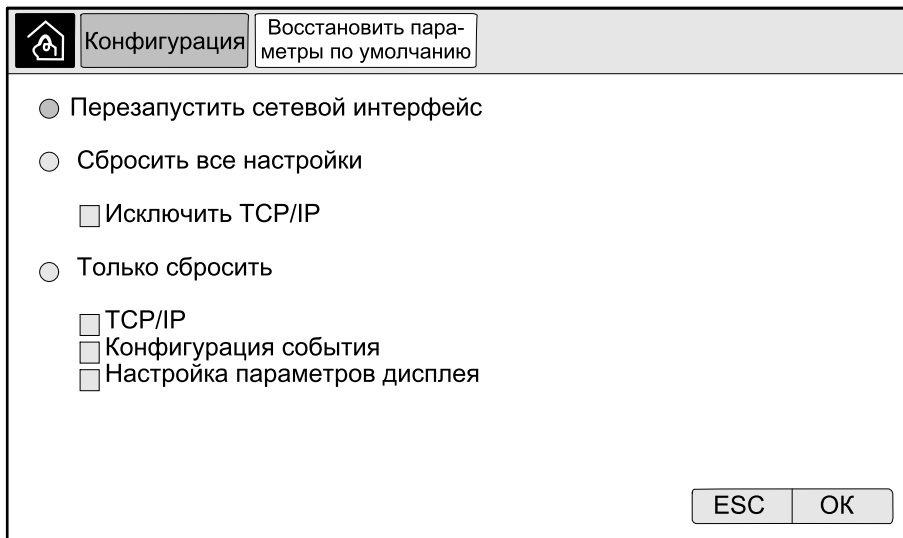 Конфигурация
Восстановить пара-
метры по умолчанию
Перезапустить сетевой интерфейс
Сбросить все настройки
Исключить TCP/IP
Только сбросить
TCP/IP
Конфигурация события
Настройка параметров дисплея
ESC
ОК